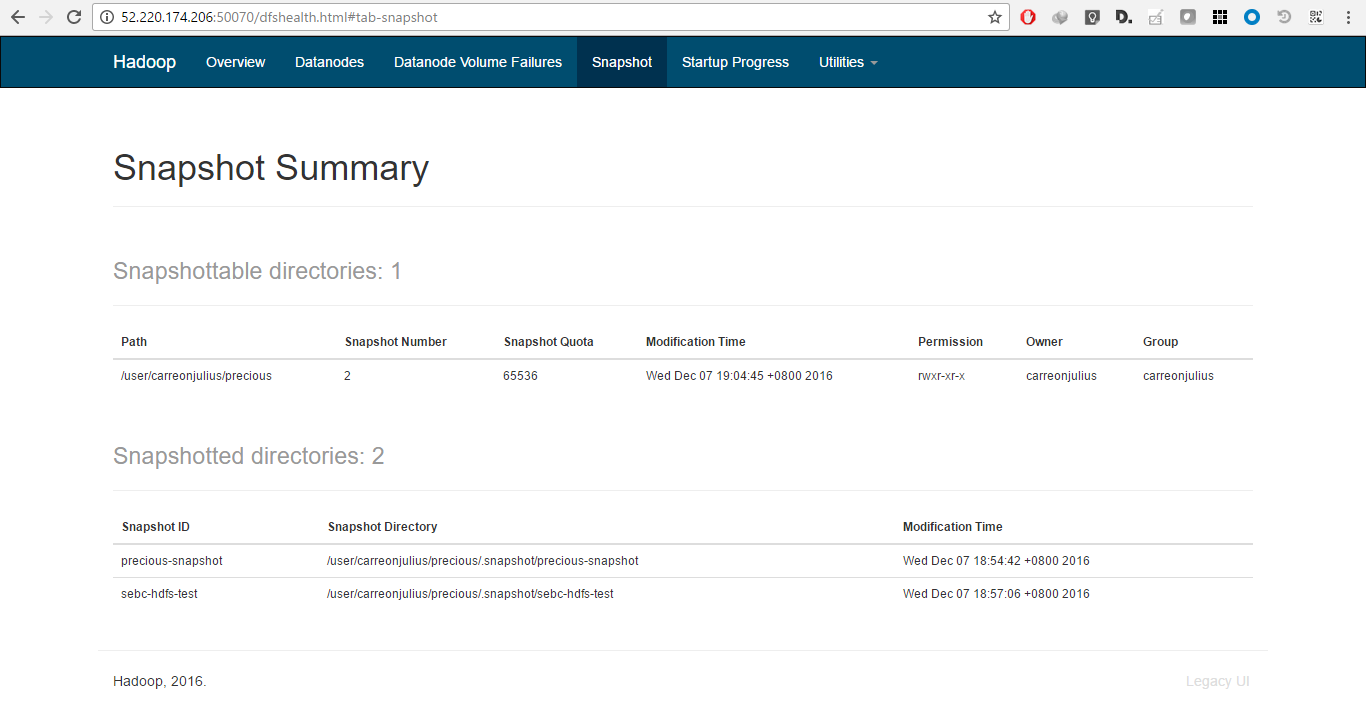 52.220.174.206:50070/dfshealth.html#tab-snapshot
Hadoop Overview Datanodes Datanode Volume Failures Snapshot Startup Progress Utilities
Snapshot Summary
Snapshottable directories: 1
Path Snapshot Number Snapshot Quota Modification Time Permission Owner Group
/user/carreonjulius/precious 2 65536 Wed Dec 07 19:04:45 +0800 2016 rwxr-xr-x carreonjulius carreonjulius
Snapshotted directories: 2
Snapshot ID Snapshot Directory Modification Time
precious-snapshot /user/carreonjulius/precious/.snapshot/precious-snapshot Wed Dec 07 18:54:42 +0800 2016
sebc-hdfs-test /user/carreonjulius/precious/.snapshot/sebc-hdfs-test Wed Dec 07 18:57:06 +0800 2016
Hadoop, 2016. Legacy UI